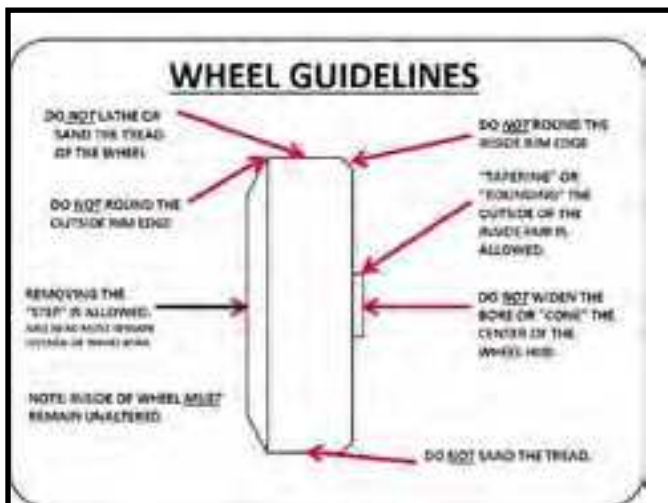 WHEEL GUIDELINES
DO NOT LATHE OR
SAND THE TREAD
OF THE WHEEL
DO NOT ROUND THE
INSIDE RIM EDGE
"TAPERING" OR
"ROUNDING" THE
OUTSIDE OF THE
INSIDE HUB IS
ALLOWED.
DO NOT ROUND THE
OUTSIDE RIM EDGE
REMOVING THE
"STEP" IS ALLOWED.
DO NOT WIDEN THE
BORE OR "CONE" THE
CENTER OF THE
WHEEL HUB.
NOTE: INSIDE OF WHEEL MUST
REMAIN UNALTERED.
DO NOT SAND THE TREAD.